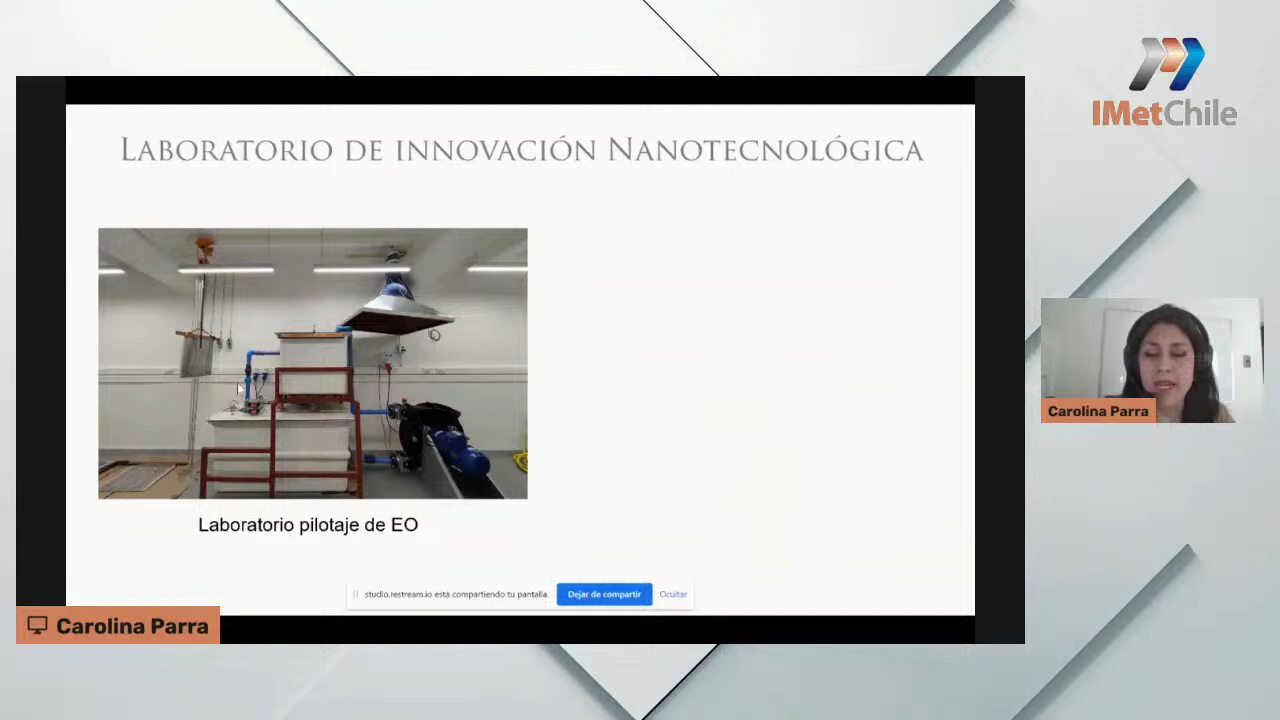 IMetChile
LABORATORIO DE INNOVACIÓN NANOTECNOLÓGICA
Laboratorio pilotaje de EO
studio.restream.io está compartiendo tu pantalla.
Dejar de compartir
Ocultar
Carolina Parra
Carolina Parra